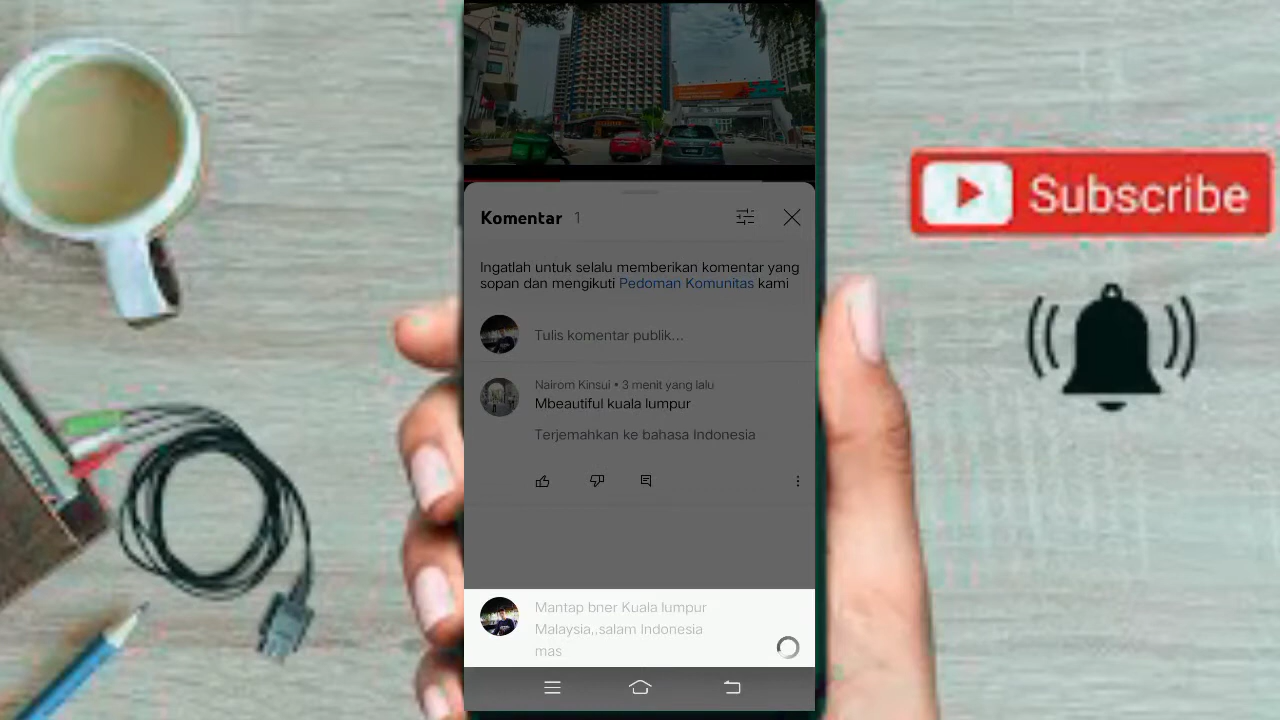 Komentar 1
Ingatlah untuk selalu memberikan komentar yang
sopan dan mengikuti Pedoman Komunitas kami
Tulis komentar publik...
Nairom Kinsui • 3 menit yang lalu
Mbeautiful kuala lumpur
Terjemahkan ke bahasa Indonesia
Mantap bner Kuala lumpur
Malaysia,,salam Indonesia
mas
Subscribe